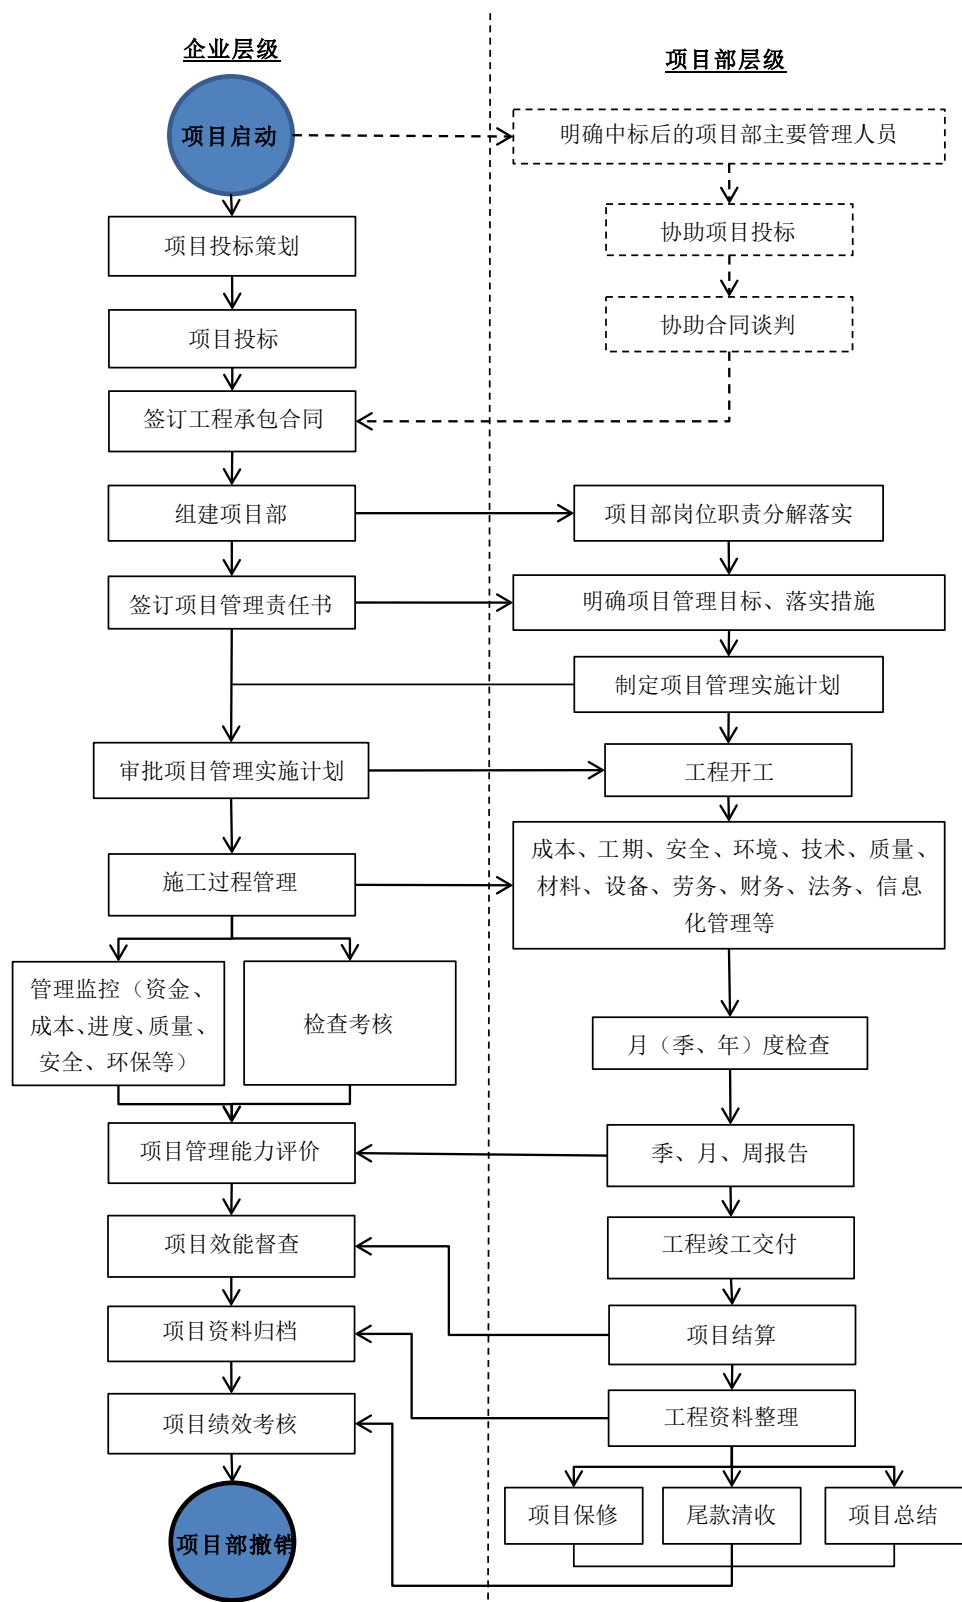 企业层级
项目部层级
项目启动
明确中标后的项目部主要管理人员
项目投标策划
协助项目投标
项目投标
协助合同谈判
签订工程承包合同
组建项目部
项目部岗位职责分解落实
签订项目管理责任书
明确项目管理目标、落实措施
制定项目管理实施计划
审批项目管理实施计划
工程开工
施工过程管理
成本、工期、安全、环境、技术、质量、
材料、设备、劳务、财务、法务、信息
化管理等
管理监控（资金、
成本、进度、质量、
安全、环保等）
检查考核
月（季、年）度检查
项目管理能力评价
季、月、周报告
项目效能督查
工程竣工交付
项目资料归档
项目结算
项目绩效考核
工程资料整理
项目保修
尾款清收
项目总结
项目部撤销